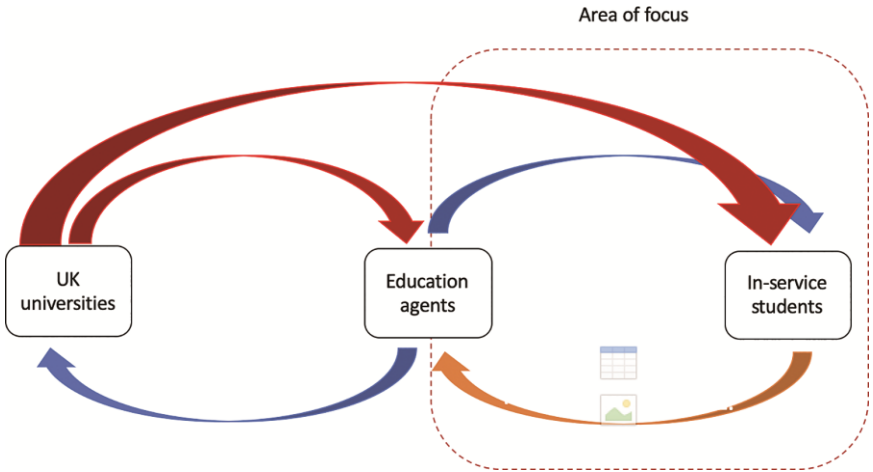 Area of focus
UK
universities
Education
agents
In-service
students